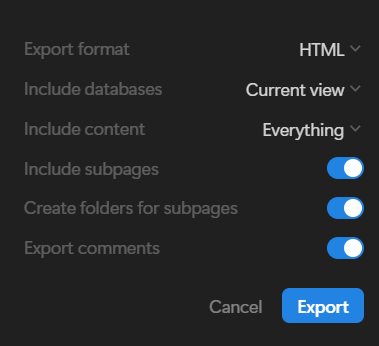 Export format HTML
Include databases Current view
Include content Everything
Include subpages
Create folders for subpages
Export comments
Cancel Export